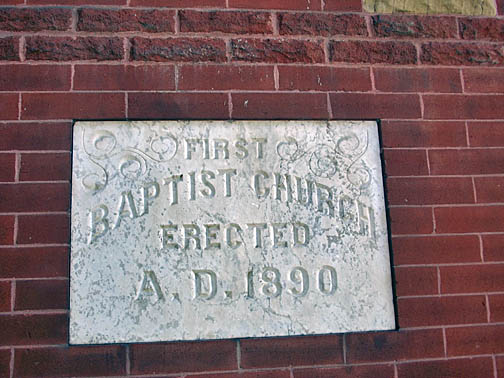 FIRST
BAPTIST CHURCH
ERECTED
A. D. 1890